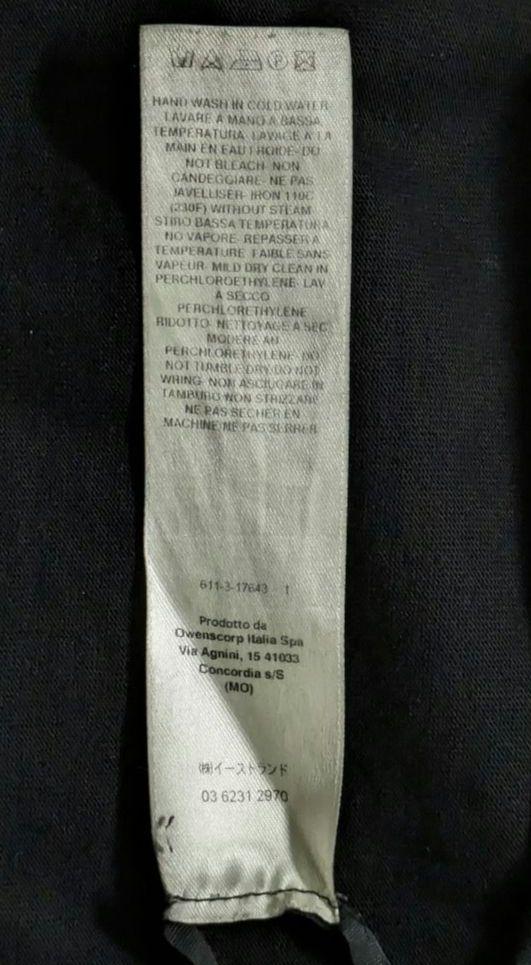 HAND WASH IN COLD WATER-
LAVARE A MANO A BASSA
TEMPERATURA- LAVAGE A LA
MAIN EN EAU FROIDE- DO
NOT BLEACH- NON
CANDEGGIARE- NE PAS
JAVELLISER- IRON 110C
(230F) WITHOUT STEAM
STIRO BASSA TEMPERATURA
NO VAPORE- REPASSER A
TEMPERATURE FAIBLE SANS
VAPEUR- MILD DRY CLEAN IN
PERCHLOROETHYLENE- LAV
A SECCO
PERCHLORETHYLENE
RIDOTTO- NETTOYAGE A SEC
MODERE AU
PERCHLORETHYLENE- DO
NOT TUMBLE DRY-DO NOT
WRING- NON ASCIUGARE IN
TAMBURO NON STRIZZARE
NE PAS SECHER EN
MACHINE NE PAS SERRER
611-3-17643 1
Prodotto da
Owenscorp Italia Spa
Via Agnini, 15 41033
Concordia s/S
(MO)
(株)イーストランド
03 6231 2970